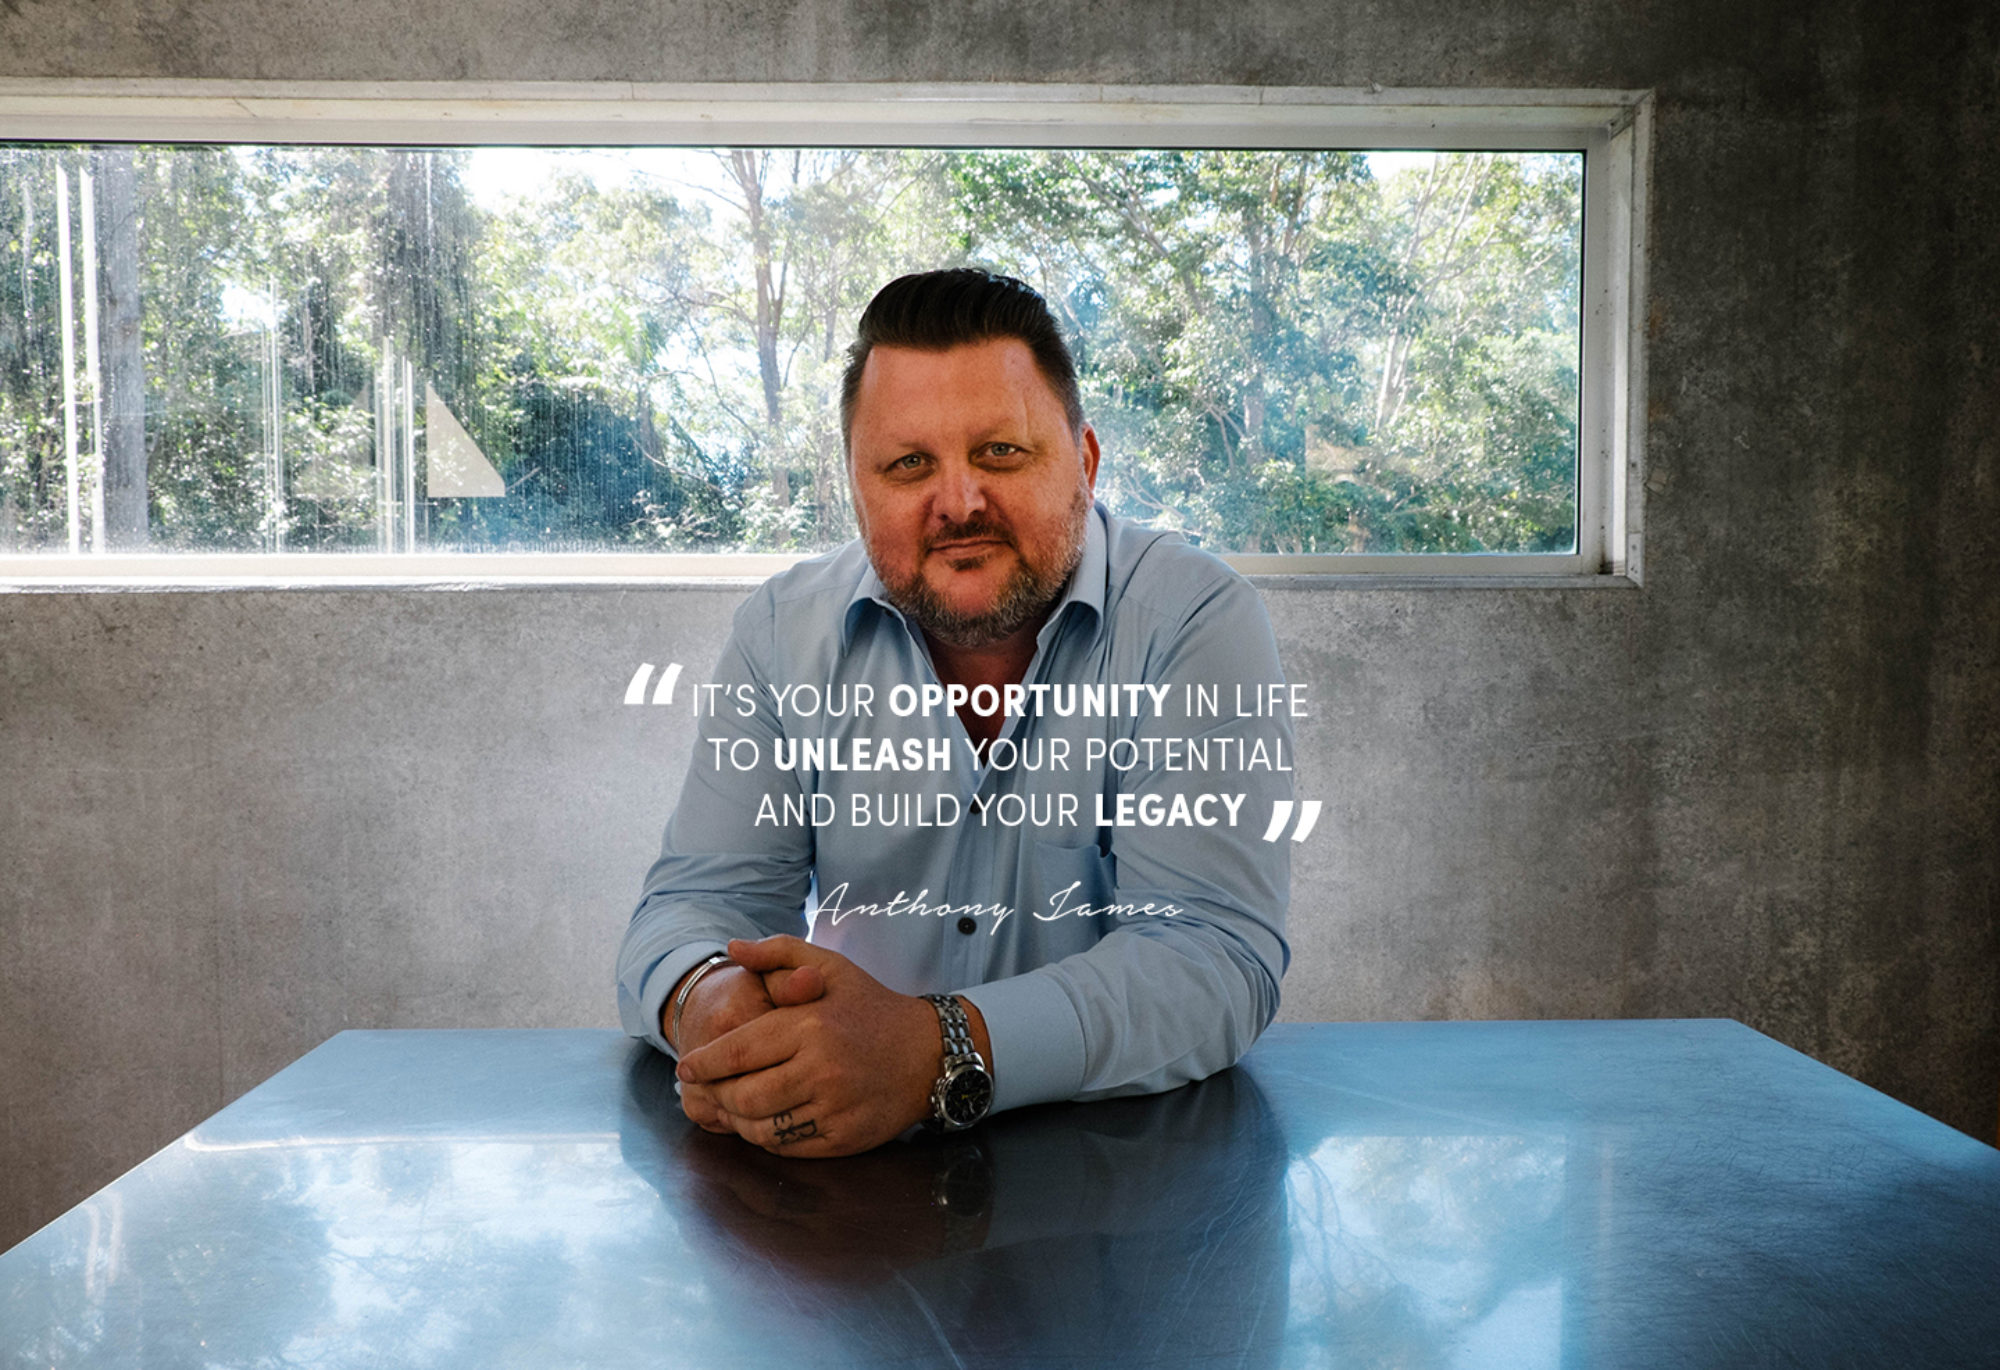 “ IT'S YOUR OPPORTUNITY IN LIFE
TO UNLEASH YOUR POTENTIAL
AND BUILD YOUR LEGACY ”
Anthony James